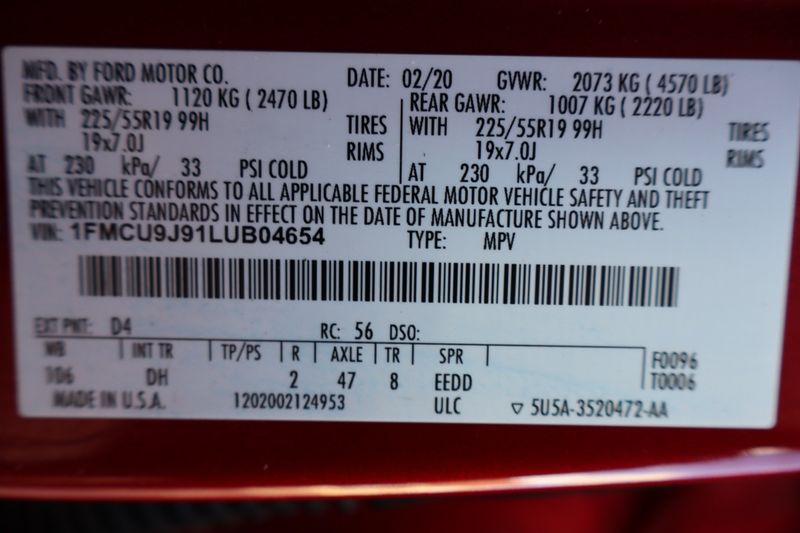 MFD. BY FORD MOTOR CO. DATE: 02/20 GVWR: 2073 KG ( 4570 LB)
FRONT GAWR: 1120 KG ( 2470 LB) REAR GAWR: 1007 KG ( 2220 LB)
WITH 225/55R19 99H TIRES WITH 225/55R19 99H TIRES
19x7.0J RIMS 19x7.0J RIMS
AT 230 kPa/ 33 PSI COLD AT 230 kPa/ 33 PSI COLD
THIS VEHICLE CONFORMS TO ALL APPLICABLE FEDERAL MOTOR VEHICLE SAFETY AND THEFT
PREVENTION STANDARDS IN EFFECT ON THE DATE OF MANUFACTURE SHOWN ABOVE.
VIN: 1FMCU9J91LUB04654 TYPE: MPV
EXT PNT: D4 RC: 56 DSO:
WB INT TR TP/PS R AXLE TR SPR F0096
106 DH 2 47 8 EEDD T0006
MADE IN U.S.A. 1202002124953 ULC ▽ 5U5A-3520472-AA